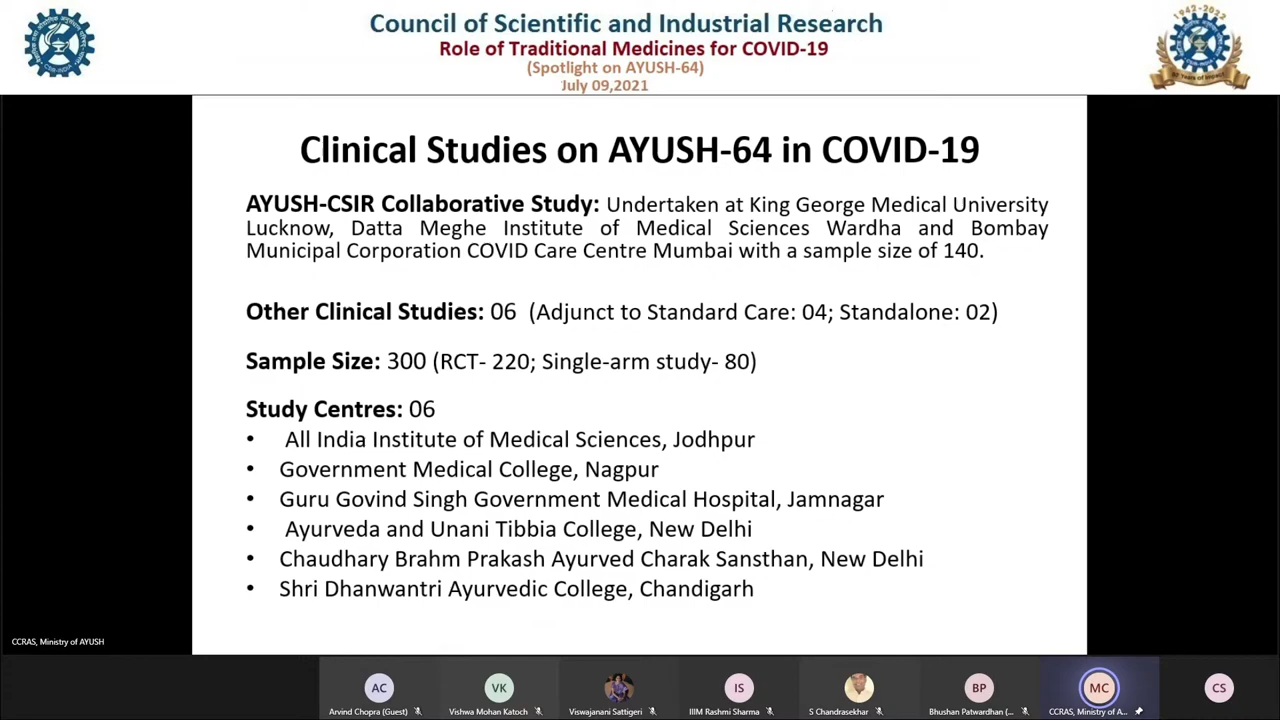 Council of Scientific and Industrial Research
Role of Traditional Medicines for COVID-19
(Spotlight on AYUSH-64)
July 09,2021
1942-2022
Clinical Studies on AYUSH-64 in COVID-19
AYUSH-CSIR Collaborative Study: Undertaken at King George Medical University
Lucknow, Datta Meghe Institute of Medical Sciences Wardha and Bombay
Municipal Corporation COVID Care Centre Mumbai with a sample size of 140.
Other Clinical Studies: 06 (Adjunct to Standard Care: 04; Standalone: 02)
Sample Size: 300 (RCT- 220; Single-arm study- 80)
Study Centres: 06
• All India Institute of Medical Sciences, Jodhpur
• Government Medical College, Nagpur
• Guru Govind Singh Government Medical Hospital, Jamnagar
• Ayurveda and Unani Tibbia College, New Delhi
• Chaudhary Brahm Prakash Ayurved Charak Sansthan, New Delhi
• Shri Dhanwantri Ayurvedic College, Chandigarh
CCRAS, Ministry of AYUSH
AC VK IS BP MC CS
Arvind Chopra (Guest) Vishwa Mohan Katoch Viswajanani Sattigeri IIIM Rashmi Sharma S Chandrasekhar Bhushan Patwardhan (... CCRAS, Ministry of A...